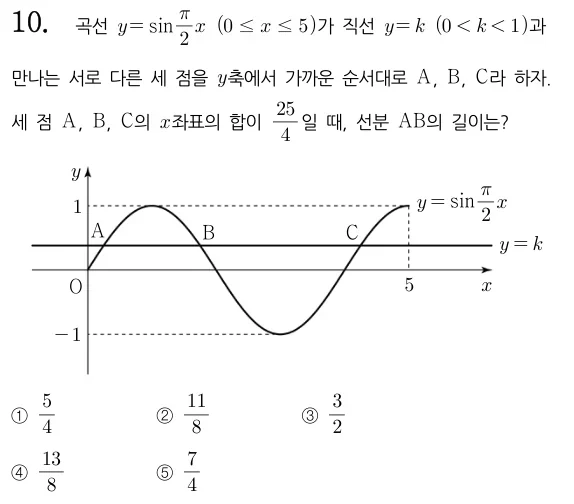 10. 곡선 y=sin π/2 x (0≤x≤5)가 직선 y=k (0<k<1)과
만나는 서로 다른 세 점을 y축에서 가까운 순서대로 A, B, C라 하자.
세 점 A, B, C의 x좌표의 합이 25/4일 때, 선분 AB의 길이는?
y
1
A
B
C
y=sin π/2 x
y=k
O
5
x
-1
① 5/4 ② 11/8 ③ 3/2
④ 13/8 ⑤ 7/4